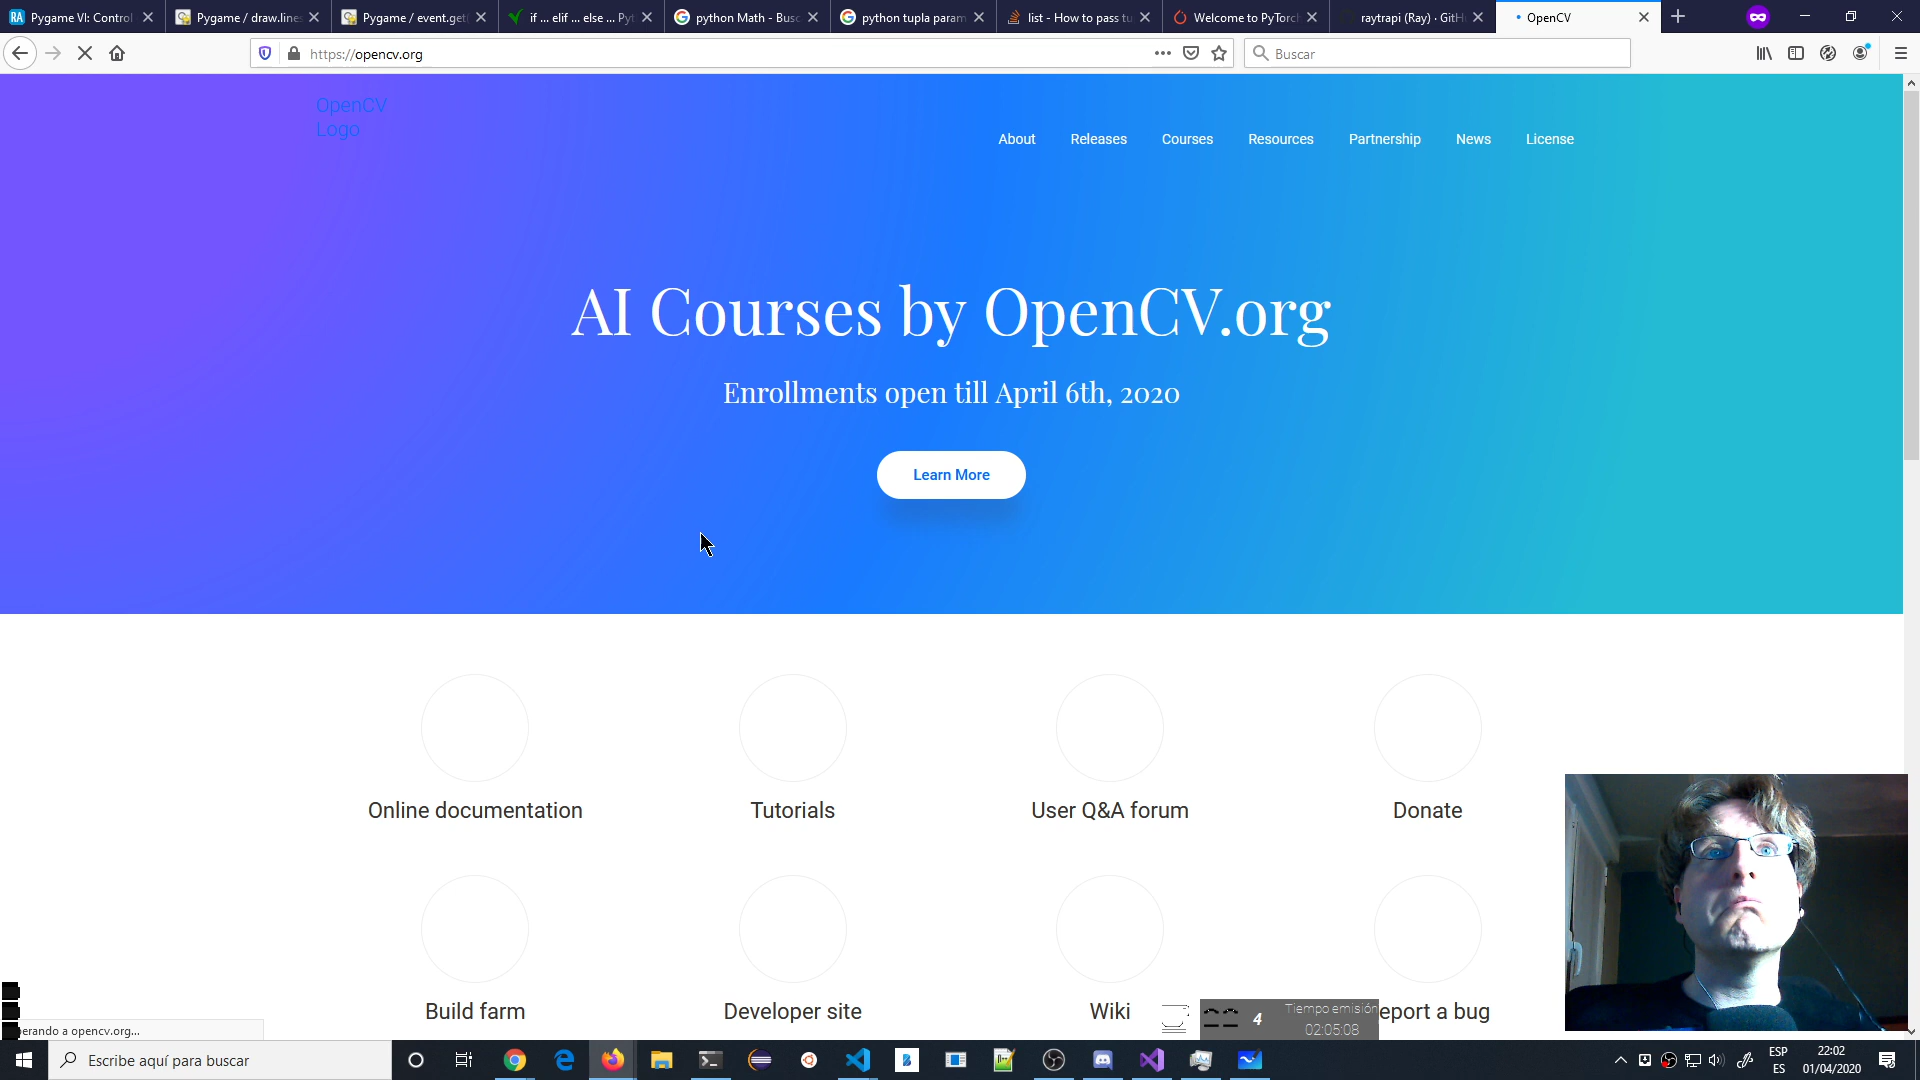 Pygame VI: Control
Pygame / draw.lines
Pygame / event.get(
if ... elif ... else ... Pyt
python Math - Busc
python tupla param
list - How to pass tu
Welcome to PyTorch
raytrapi (Ray) · GitH
OpenCV
https://opencv.org
Buscar
OpenCV
Logo
About
Releases
Courses
Resources
Partnership
News
License
AI Courses by OpenCV.org
Enrollments open till April 6th, 2020
Learn More
Online documentation
Tutorials
User Q&A forum
Donate
Build farm
Developer site
Wiki
eport a bug
4
Tiempo emisión
02:05:08
erando a opencv.org...
Escribe aquí para buscar
ESP
ES
22:02
01/04/2020